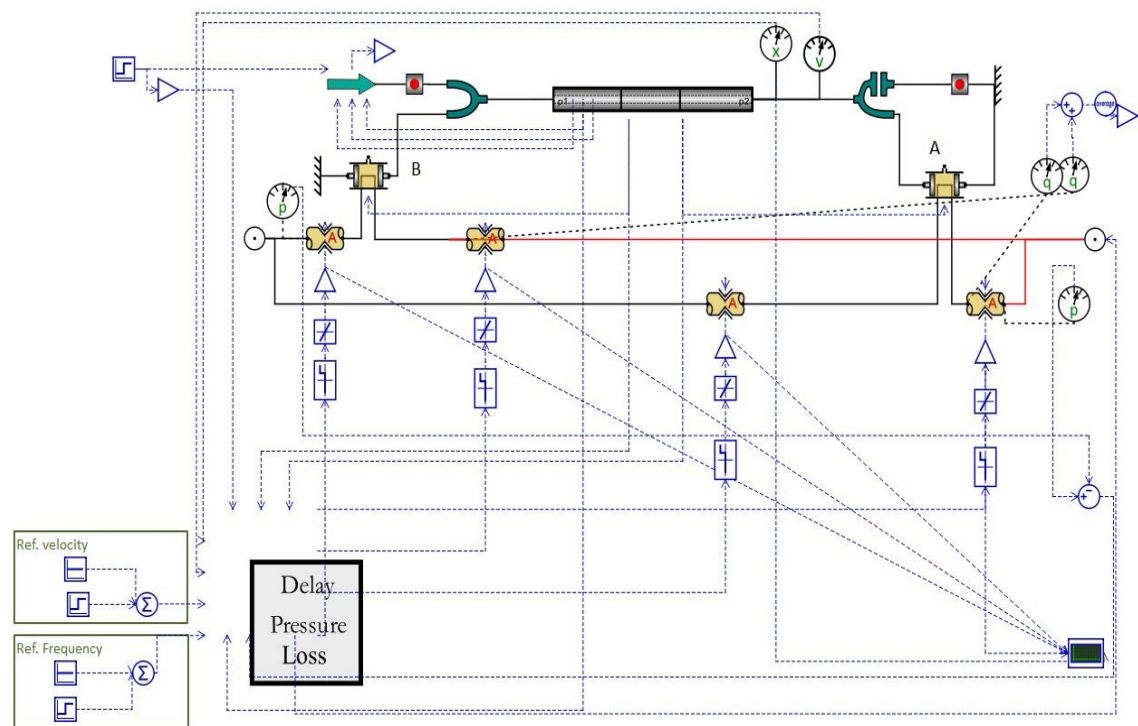 x
v
p1
p2
A
B
average
q
q
p
A
A
A
A
p
Ref. velocity
Σ
Delay
Pressure
Loss
Ref. Frequency
Σ